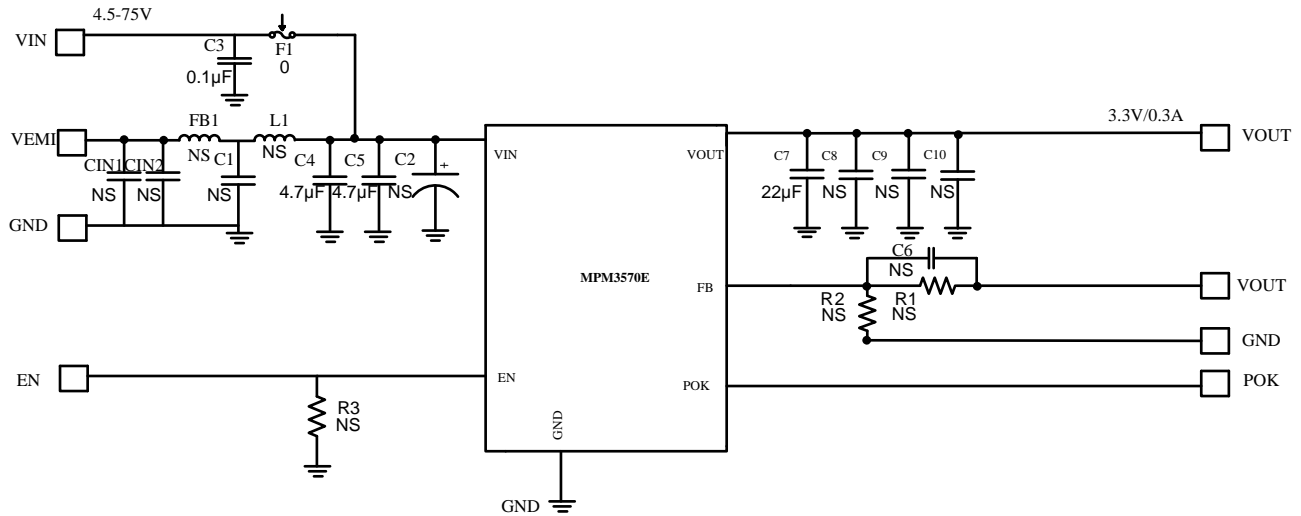 4.5-75V
VIN
C3
0.1µF
F1
0
VEMI
FB1
NS
L1
NS
CIN1
NS
CIN2
NS
C1
NS
C4
4.7µF
C5
4.7µF
C2
NS
+
GND
VIN
VOUT
MPM3570E
FB
EN
POK
GND
GND
3.3V/0.3A
VOUT
C7
22µF
C8
NS
C9
NS
C10
NS
C6
NS
R2
NS
R1
NS
VOUT
GND
POK
EN
R3
NS